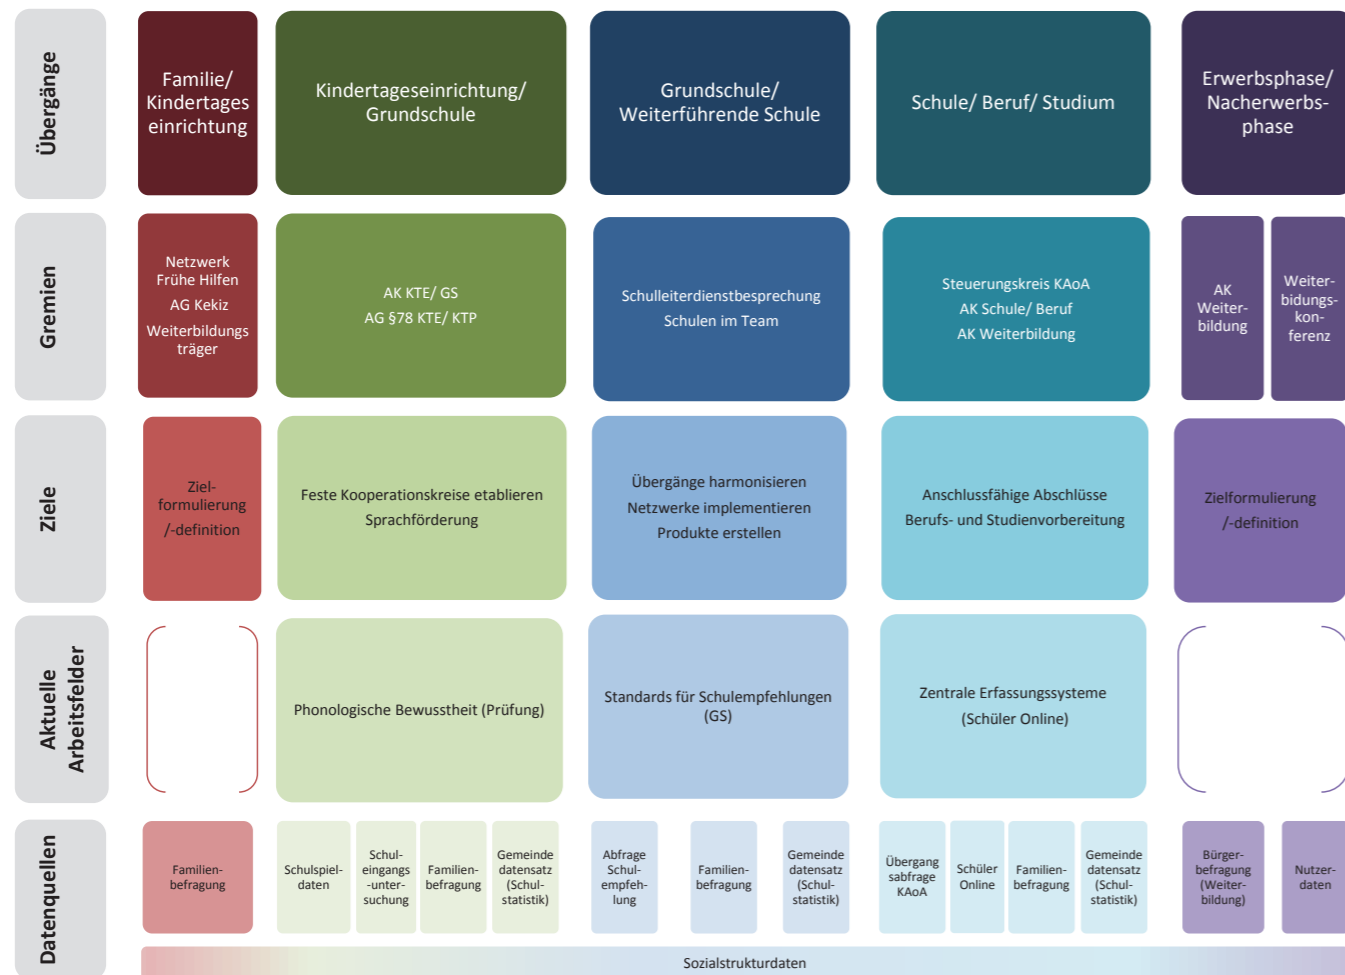 Übergänge
Familie/
Kindertages
einrichtung
Kindertageseinrichtung/
Grundschule
Grundschule/
Weiterführende Schule
Schule/ Beruf/ Studium
Erwerbsphase/
Nacherwerbs-
phase
Gremien
Netzwerk
Frühe Hilfen
AG Kekiz
Weiterbildungs
träger
AK KTE/ GS
AG §78 KTE/ KTP
Schulleiterdienstbesprechung
Schulen im Team
Steuerungskreis KAoA
AK Schule/ Beruf
AK Weiterbildung
AK
Weiter-
bildung
Weiter-
bidungs-
kon-
ferenz
Ziele
Ziel-
formulierung
/-definition
Feste Kooperationskreise etablieren
Sprachförderung
Übergänge harmonisieren
Netzwerke implementieren
Produkte erstellen
Anschlussfähige Abschlüsse
Berufs- und Studienvorbereitung
Zielformulierung
/-definition
Aktuelle
Arbeitsfelder
Phonologische Bewusstheit (Prüfung)
Standards für Schulempfehlungen
(GS)
Zentrale Erfassungssysteme
(Schüler Online)
Datenquellen
Familien-
befragung
Schulspiel-
daten
Schul-
eingangs
-unter-
suchung
Familien-
befragung
Gemeinde
datensatz
(Schul-
statistik)
Abfrage
Schul-
empfeh-
lung
Familien-
befragung
Gemeinde
datensatz
(Schul-
statistik)
Übergang
sabfrage
KAoA
Schüler
Online
Familien-
befragung
Gemeinde
datensatz
(Schul-
statistik)
Bürger-
befragung
(Weiter-
bildung)
Nutzer-
daten
Sozialstrukturdaten